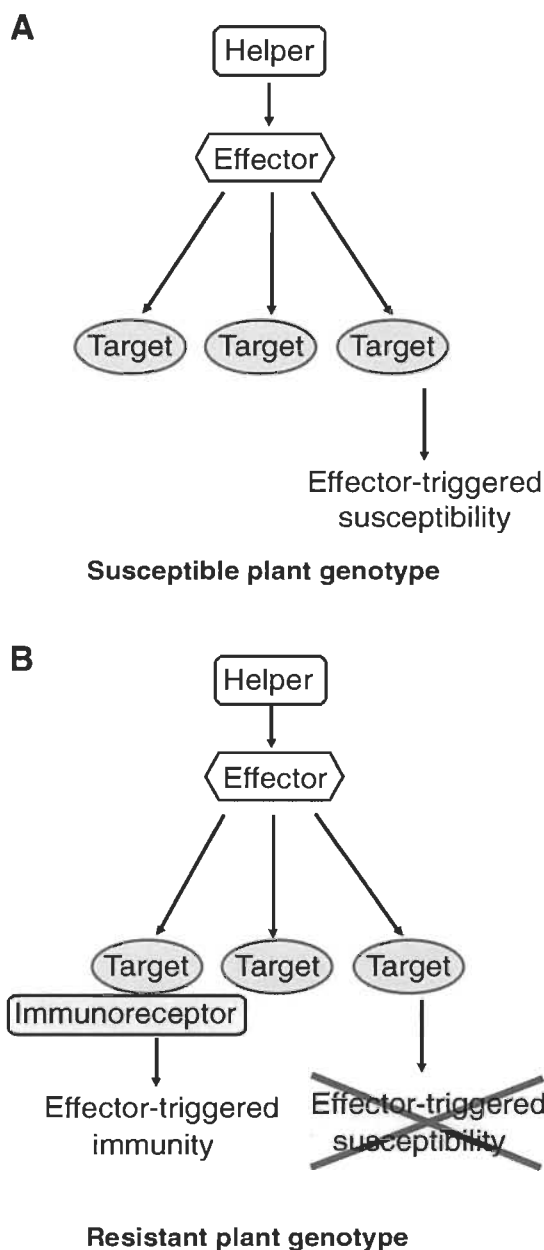 A
Helper
Effector
Target Target Target
Effector-triggered
susceptibility
Susceptible plant genotype
B
Helper
Effector
Target Target Target
Immunoreceptor
Effector-triggered
immunity
Effector-triggered
susceptibility
Resistant plant genotype